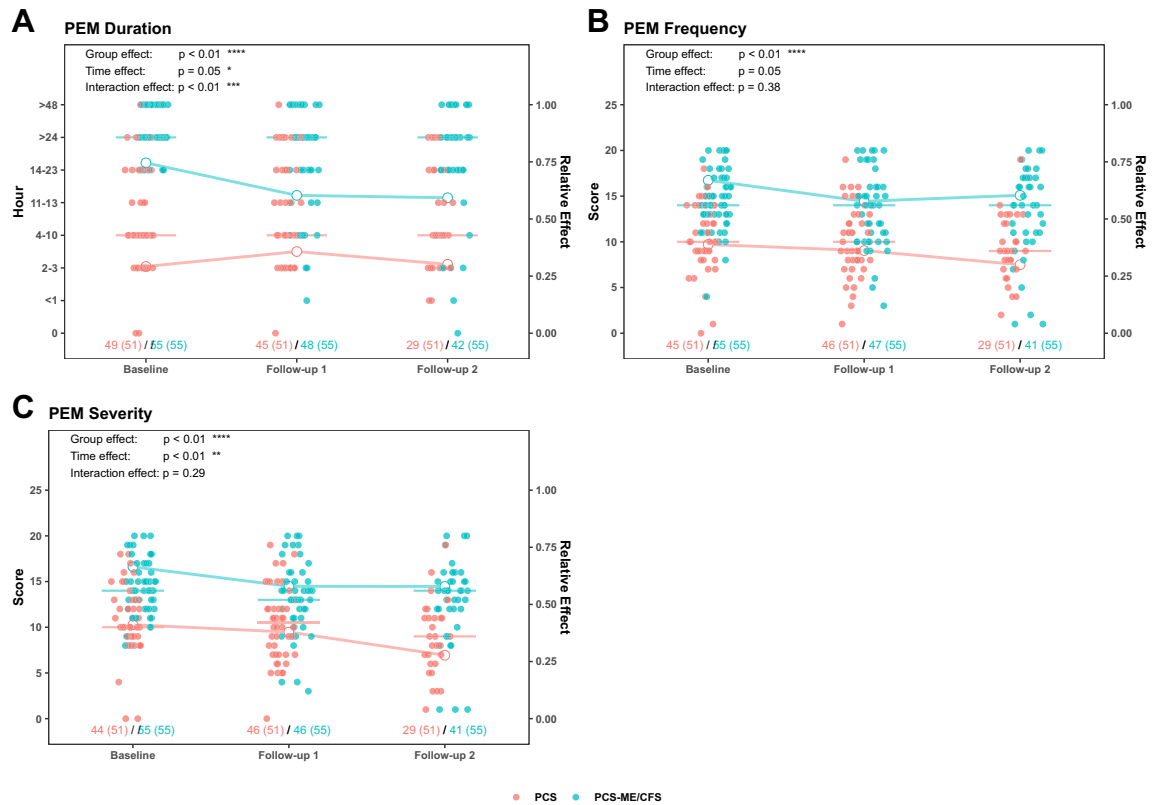 A PEM Duration
Group effect: p < 0.01 ****
Time effect: p = 0.05 *
Interaction effect: p < 0.01 ***
Hour
>48
>24
14-23
11-13
4-10
2-3
<1
0
1.00
0.75
0.50
0.25
0.00
Relative Effect
49 (51) / 55 (55)
45 (51) / 48 (55)
29 (51) / 42 (55)
Baseline Follow-up 1 Follow-up 2
B PEM Frequency
Group effect: p < 0.01 ****
Time effect: p = 0.05
Interaction effect: p = 0.38
Score
25
20
15
10
5
0
1.00
0.75
0.50
0.25
0.00
Relative Effect
45 (51) / 55 (55)
46 (51) / 47 (55)
29 (51) / 41 (55)
Baseline Follow-up 1 Follow-up 2
C PEM Severity
Group effect: p < 0.01 ****
Time effect: p < 0.01 **
Interaction effect: p = 0.29
Score
25
20
15
10
5
0
1.00
0.75
0.50
0.25
0.00
Relative Effect
44 (51) / 55 (55)
46 (51) / 46 (55)
29 (51) / 41 (55)
Baseline Follow-up 1 Follow-up 2
PCS PCS-ME/CFS